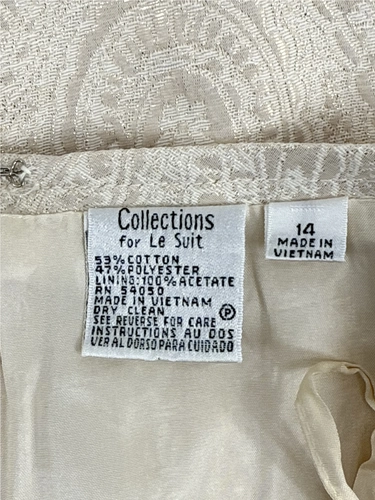 Collections
for Le Suit
53% COTTON
47% POLYESTER
LINING: 100% ACETATE
RN 54050
MADE IN VIETNAM
DRY CLEAN Ⓟ
SEE REVERSE FOR CARE
INSTRUCTIONS AU DOS
VER AL DORSO PARA CUIDADO
14
MADE IN
VIETNAM